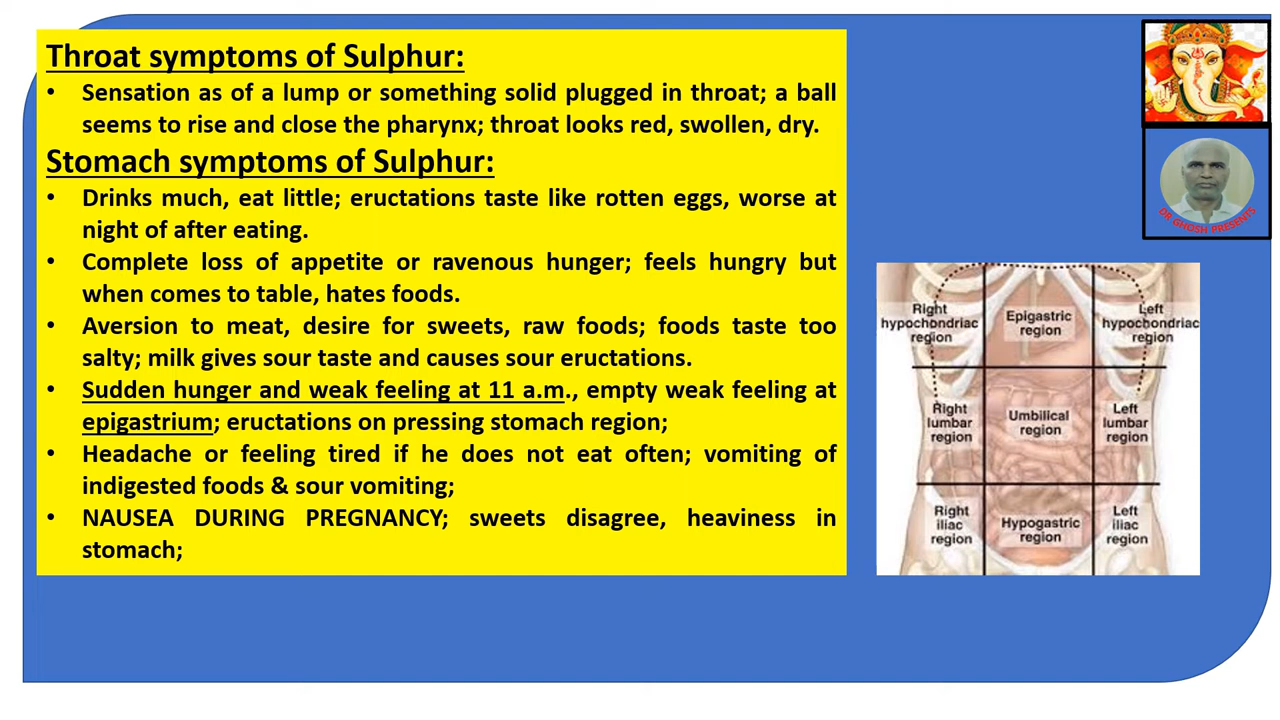 Throat symptoms of Sulphur:
• Sensation as of a lump or something solid plugged in throat; a ball
seems to rise and close the pharynx; throat looks red, swollen, dry.
Stomach symptoms of Sulphur:
• Drinks much, eat little; eructations taste like rotten eggs, worse at
night of after eating.
• Complete loss of appetite or ravenous hunger; feels hungry but
when comes to table, hates foods.
• Aversion to meat, desire for sweets, raw foods; foods taste too
salty; milk gives sour taste and causes sour eructations.
• Sudden hunger and weak feeling at 11 a.m., empty weak feeling at
epigastrium; eructations on pressing stomach region;
• Headache or feeling tired if he does not eat often; vomiting of
indigested foods & sour vomiting;
• NAUSEA DURING PREGNANCY; sweets disagree, heaviness in
stomach;
DR GHOSH PRESENTS
Right
hypochondriac
region
Epigastric
region
Left
hypochondriac
region
Right
lumbar
region
Umbilical
region
Left
lumbar
region
Right
iliac
region
Hypogastric
region
Left
iliac
region